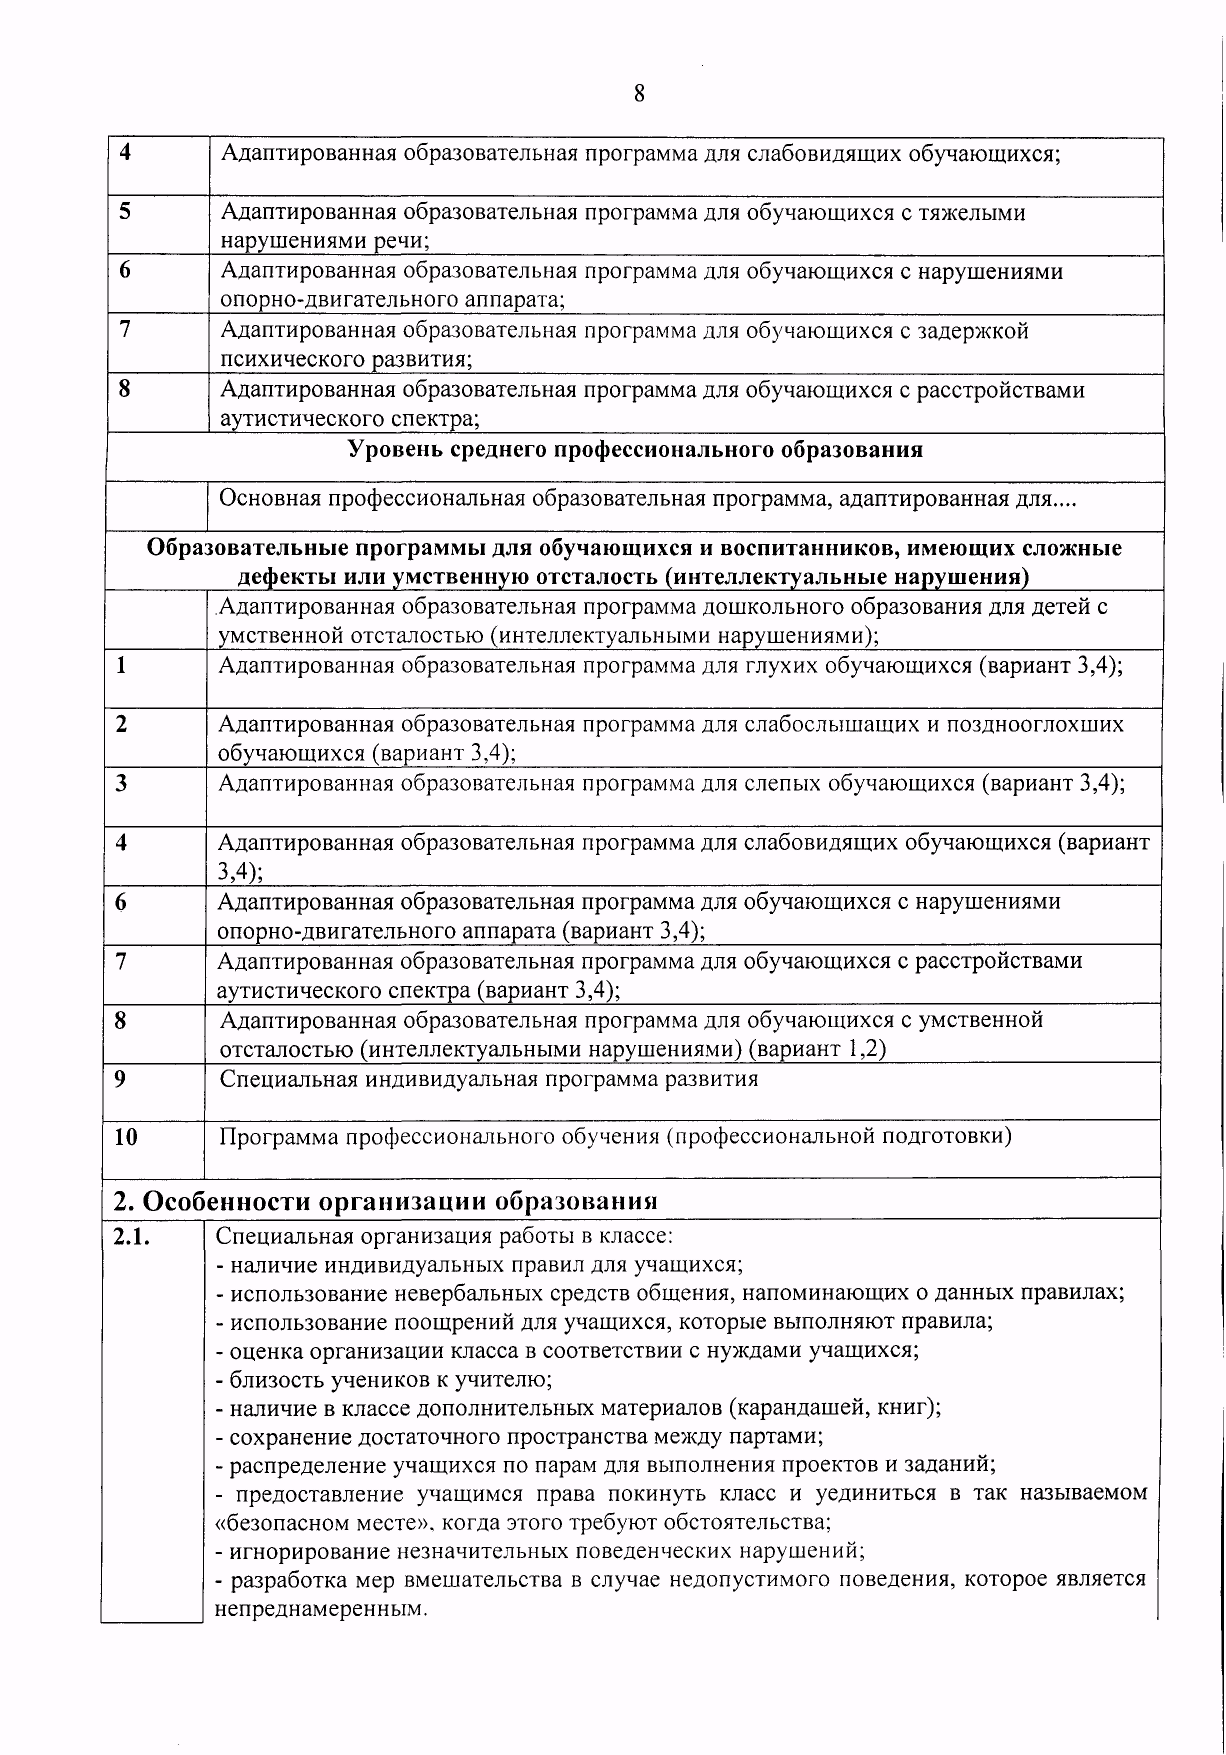 8
4 Адаптированная образовательная программа для слабовидящих обучающихся;
5 Адаптированная образовательная программа для обучающихся с тяжелыми
нарушениями речи;
6 Адаптированная образовательная программа для обучающихся с нарушениями
опорно-двигательного аппарата;
7 Адаптированная образовательная программа для обучающихся с задержкой
психического развития;
8 Адаптированная образовательная программа для обучающихся с расстройствами
аутистического спектра;
Уровень среднего профессионального образования
Основная профессиональная образовательная программа, адаптированная для....
Образовательные программы для обучающихся и воспитанников, имеющих сложные
дефекты или умственную отсталость (интеллектуальные нарушения)
.Адаптированная образовательная программа дошкольного образования для детей с
умственной отсталостью (интеллектуальными нарушениями);
1 Адаптированная образовательная программа для глухих обучающихся (вариант 3,4);
2 Адаптированная образовательная программа для слабослышащих и позднооглохших
обучающихся (вариант 3,4);
3 Адаптированная образовательная программа для слепых обучающихся (вариант 3,4);
4 Адаптированная образовательная программа для слабовидящих обучающихся (вариант
3,4);
6 Адаптированная образовательная программа для обучающихся с нарушениями
опорно-двигательного аппарата (вариант 3,4);
7 Адаптированная образовательная программа для обучающихся с расстройствами
аутистического спектра (вариант 3,4);
8 Адаптированная образовательная программа для обучающихся с умственной
отсталостью (интеллектуальными нарушениями) (вариант 1,2)
9 Специальная индивидуальная программа развития
10 Программа профессионального обучения (профессиональной подготовки)
2. Особенности организации образования
2.1. Специальная организация работы в классе:
- наличие индивидуальных правил для учащихся;
- использование невербальных средств общения, напоминающих о данных правилах;
- использование поощрений для учащихся, которые выполняют правила;
- оценка организации класса в соответствии с нуждами учащихся;
- близость учеников к учителю;
- наличие в классе дополнительных материалов (карандашей, книг);
- сохранение достаточного пространства между партами;
- распределение учащихся по парам для выполнения проектов и заданий;
- предоставление учащимся права покинуть класс и уединиться в так называемом
«безопасном месте», когда этого требуют обстоятельства;
- игнорирование незначительных поведенческих нарушений;
- разработка мер вмешательства в случае недопустимого поведения, которое является
непреднамеренным.